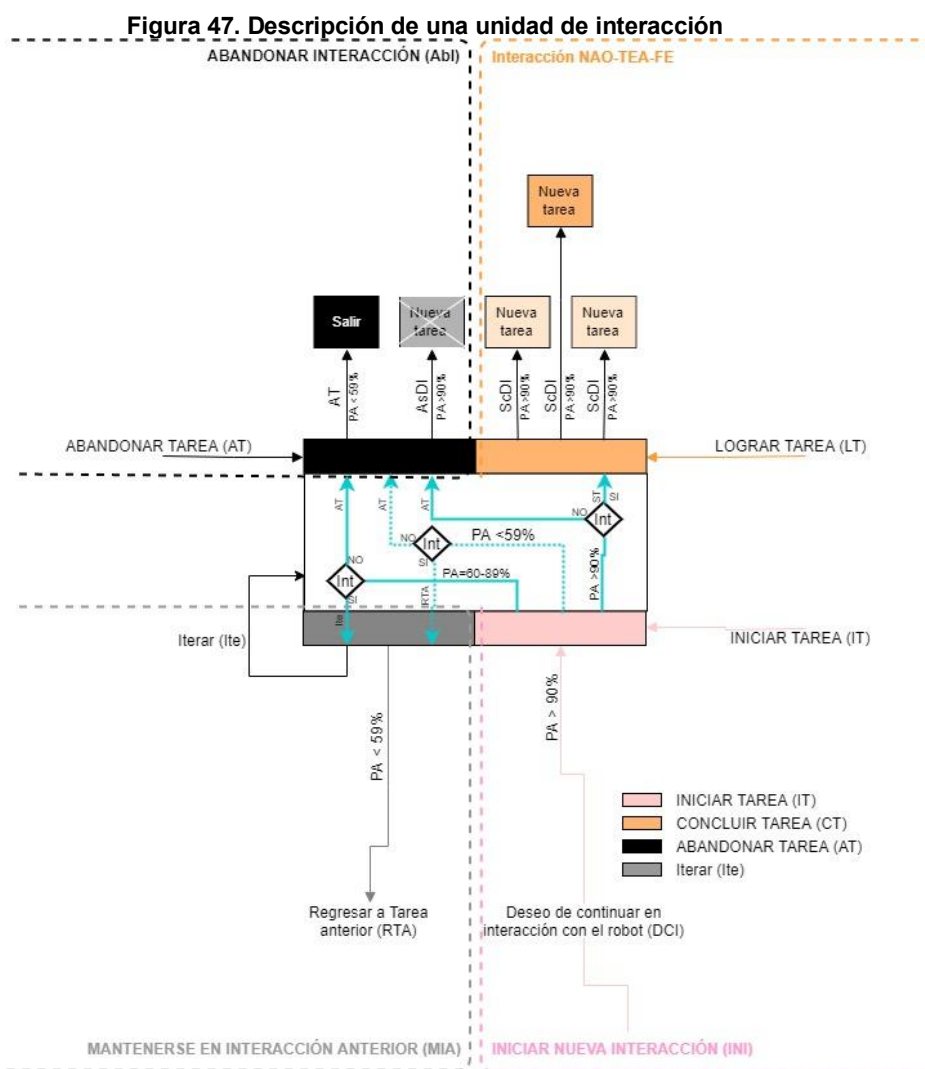 Figura 47. Descripción de una unidad de interacción
ABANDONAR INTERACCIÓN (AbI)
Interacción NAO-TEA-FE
Nueva
tarea
Salir
Nueva
tarea
Nueva
tarea
Nueva
tarea
AT
PA < 59%
AsDI
PA >90%
ScDI
PA>90%
ScDI
PA>90%
ScDI
PA>90%
ABANDONAR TAREA (AT)
LOGRAR TAREA (LT)
AT
AT
AT
ST
SI
NO
Int
NO
Int
PA <59%
SI
NO
Int
PA=60-89%
SI
PA >90%
IRTA
Ite
Iterar (Ite)
INICIAR TAREA (IT)
PA < 59%
PA > 90%
INICIAR TAREA (IT)
CONCLUIR TAREA (CT)
ABANDONAR TAREA (AT)
Iterar (Ite)
Regresar a Tarea
anterior (RTA)
Deseo de continuar en
interacción con el robot (DCI)
MANTENERSE EN INTERACCIÓN ANTERIOR (MIA)
INICIAR NUEVA INTERACCIÓN (INI)